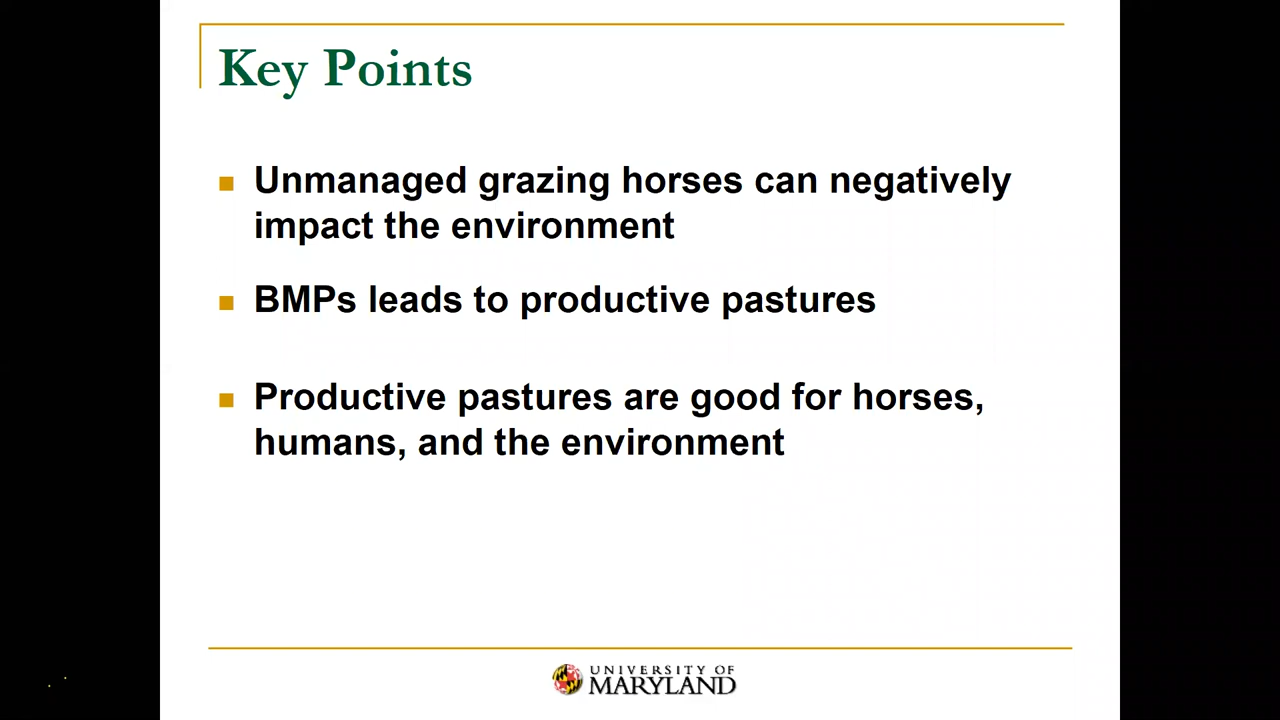 Key Points
Unmanaged grazing horses can negatively
impact the environment
BMPs leads to productive pastures
Productive pastures are good for horses,
humans, and the environment
UNIVERSITY OF
MARYLAND